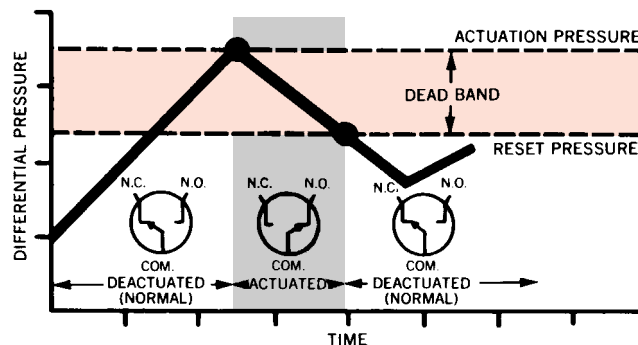 DIFFERENTIAL PRESSURE
ACTUATION PRESSURE
DEAD BAND
RESET PRESSURE
N.C. N.O.
COM.
N.C. N.O.
COM.
N.C. N.O.
COM.
DEACTUATED
(NORMAL)
ACTUATED
DEACTUATED
(NORMAL)
TIME